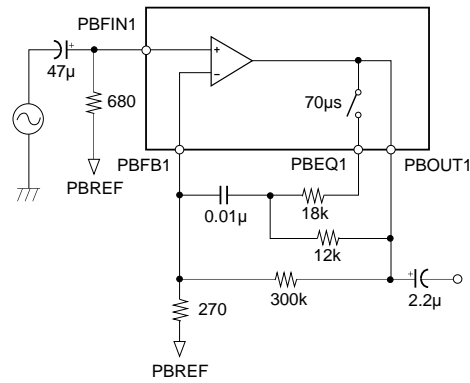 PBFIN1
47µ
+
680
PBREF
+
−
70µs
PBFB1
PBEQ1
PBOUT1
0.01µ
18k
12k
300k
+
2.2µ
270
PBREF